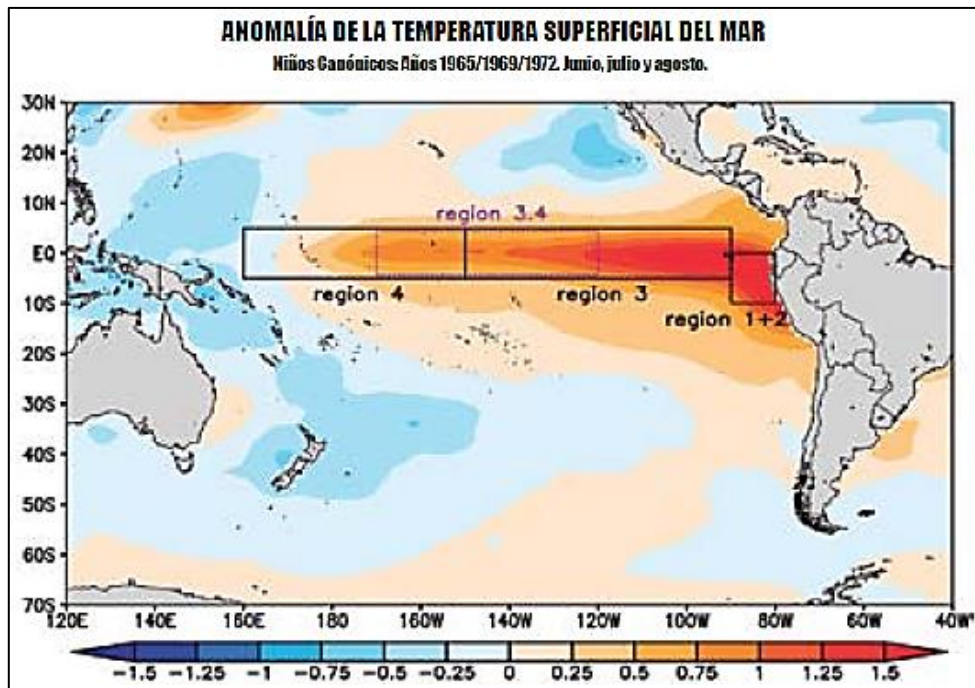 ANOMALÍA DE LA TEMPERATURA SUPERFICIAL DEL MAR
Niños Canónicos: Años 1965/1969/1972. Junio, julio y agosto.
30N
20N
10N
region 3.4
EQ
region 4
region 3
10S
region 1+2
20S
30S
40S
50S
60S
70S
120E 140E 160E 180 160W 140W 120W 100W 80W 60W 40W
-1.5 -1.25 -1 -0.75 -0.5 -0.25 0 0.25 0.5 0.75 1 1.25 1.5